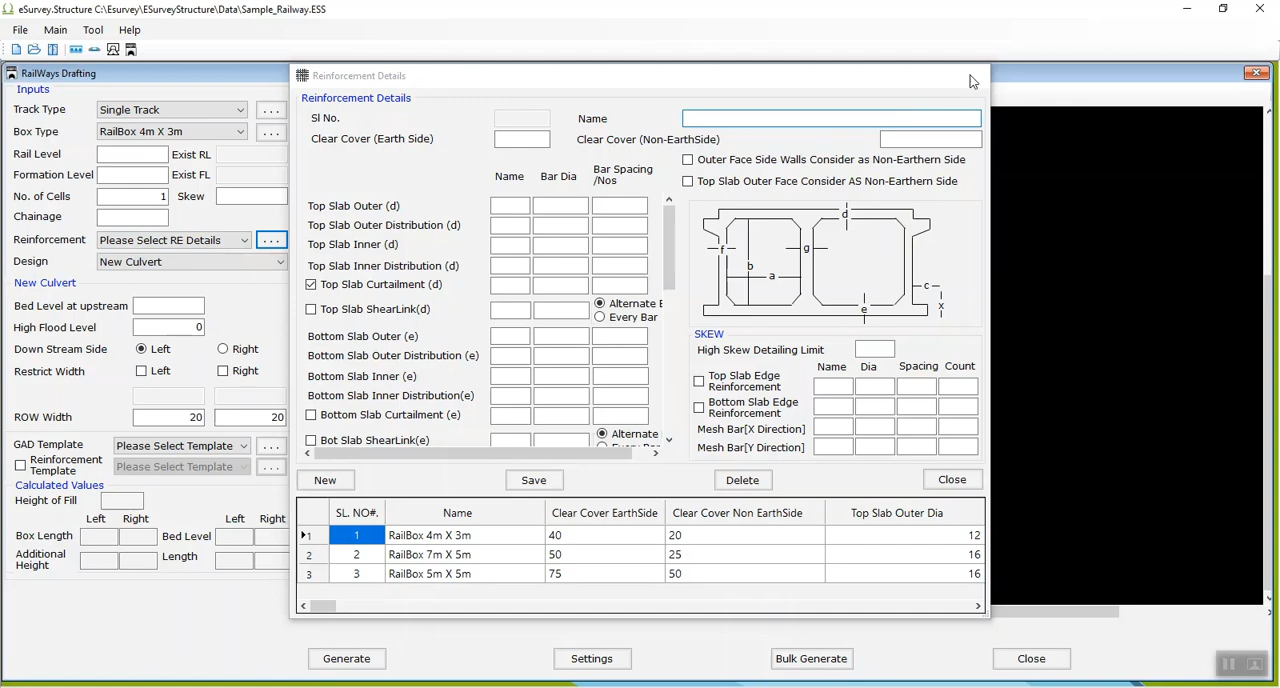 eSurvey.Structure C:\Esurvey\ESurveyStructure\Data\Sample_Railway.ESS
File Main Tool Help
RailWays Drafting
Inputs
Track Type Single Track ...
Box Type RailBox 4m X 3m ...
Rail Level Exist RL
Formation Level Exist FL
No. of Cells 1 Skew
Chainage
Reinforcement Please Select RE Details ...
Design New Culvert
New Culvert
Bed Level at upstream
High Flood Level 0
Down Stream Side Left Right
Restrict Width Left Right
ROW Width 20 20
GAD Template Please Select Template ...
Reinforcement Template Please Select Template ...
Calculated Values
Height of Fill
Left Right Left Right
Box Length Bed Level
Additional Height Length
Reinforcement Details
Reinforcement Details
Sl No. Name
Clear Cover (Earth Side) Clear Cover (Non-EarthSide)
Outer Face Side Walls Consider as Non-Earthern Side
Top Slab Outer Face Consider AS Non-Earthern Side
Name Bar Dia Bar Spacing /Nos
Top Slab Outer (d)
Top Slab Outer Distribution (d)
Top Slab Inner (d)
Top Slab Inner Distribution (d)
Top Slab Curtailment (d)
Top Slab ShearLink(d) Alternate B
Every Bar
Bottom Slab Outer (e)
Bottom Slab Outer Distribution (e)
Bottom Slab Inner (e)
Bottom Slab Inner Distribution(e)
Bottom Slab Curtailment (e)
Bot Slab ShearLink(e) Alternate
Every Bar
d
f g
b
a
c
e x
SKEW
High Skew Detailing Limit
Name Dia Spacing Count
Top Slab Edge Reinforcement
Bottom Slab Edge Reinforcement
Mesh Bar[X Direction]
Mesh Bar[Y Direction]
New Save Delete Close
SL. NO#. Name Clear Cover EarthSide Clear Cover Non EarthSide Top Slab Outer Dia
1 1 RailBox 4m X 3m 40 20 12
2 2 RailBox 7m X 5m 50 25 16
3 3 RailBox 5m X 5m 75 50 16
Generate Settings Bulk Generate Close